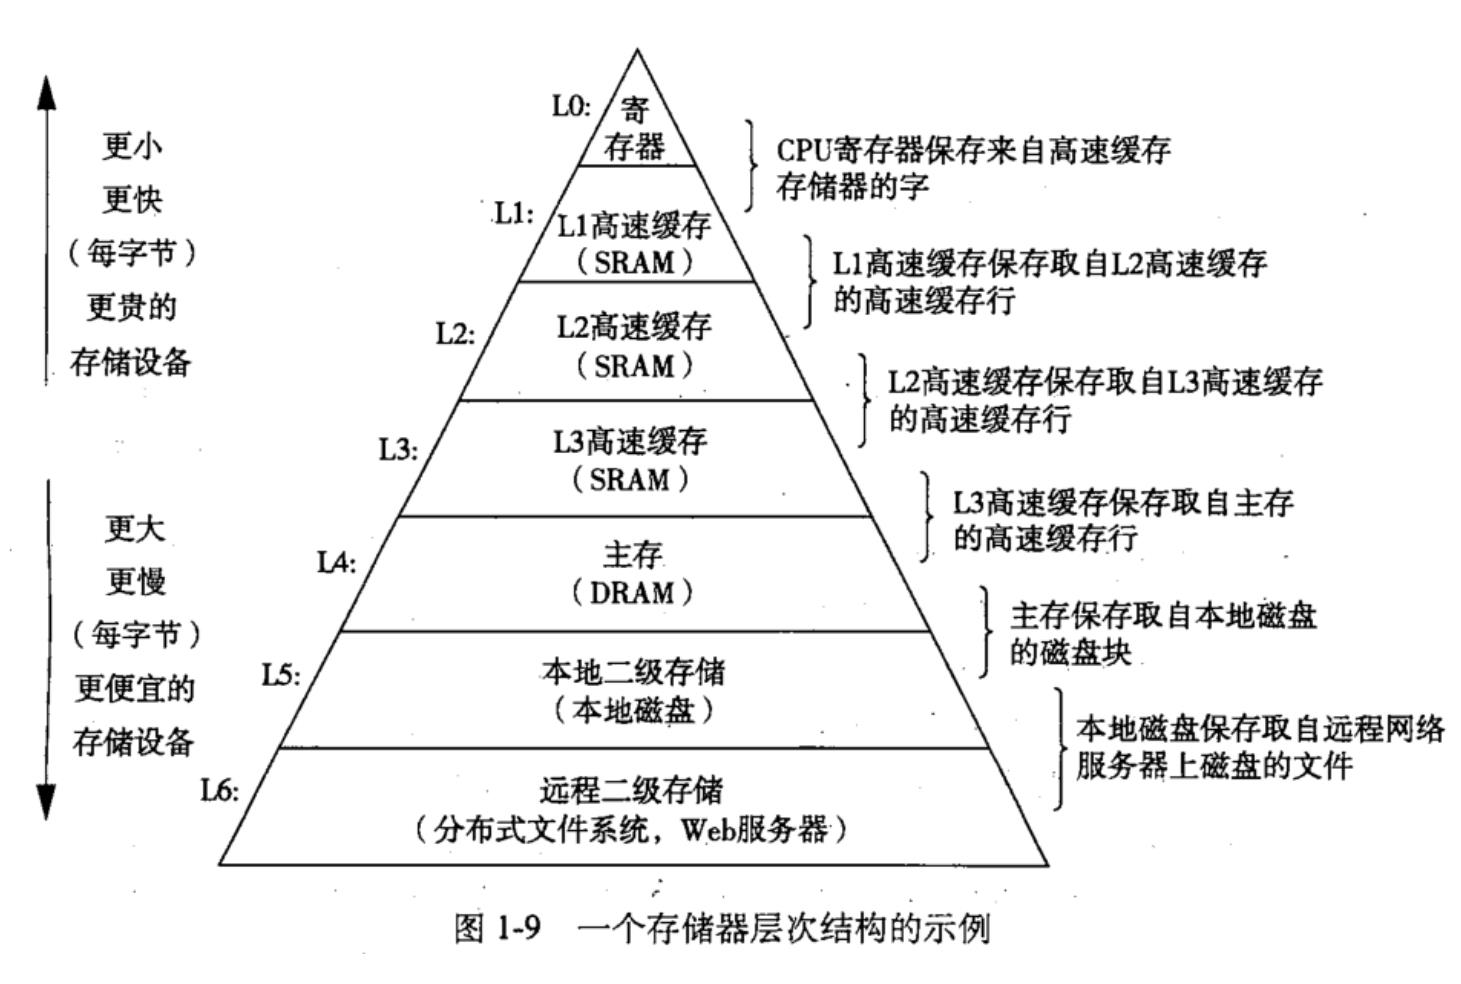 更小
更快
（每字节）
更贵的
存储设备
更大
更慢
（每字节）
更便宜的
存储设备
L0:
寄
存器
CPU寄存器保存来自高速缓存
存储器的字
L1:
L1高速缓存
（SRAM）
L1高速缓存保存取自L2高速缓存
的高速缓存行
L2:
L2高速缓存
（SRAM）
L2高速缓存保存取自L3高速缓存
的高速缓存行
L3:
L3高速缓存
（SRAM）
L3高速缓存保存取自主存
的高速缓存行
L4:
主存
（DRAM）
主存保存取自本地磁盘
的磁盘块
L5:
本地二级存储
（本地磁盘）
本地磁盘保存取自远程网络
服务器上磁盘的文件
L6:
远程二级存储
（分布式文件系统，Web服务器）
图 1-9 一个存储器层次结构的示例